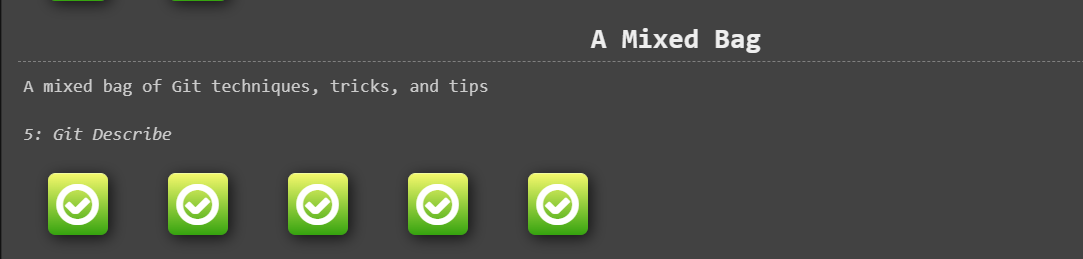 A Mixed Bag
A mixed bag of Git techniques, tricks, and tips
5: Git Describe